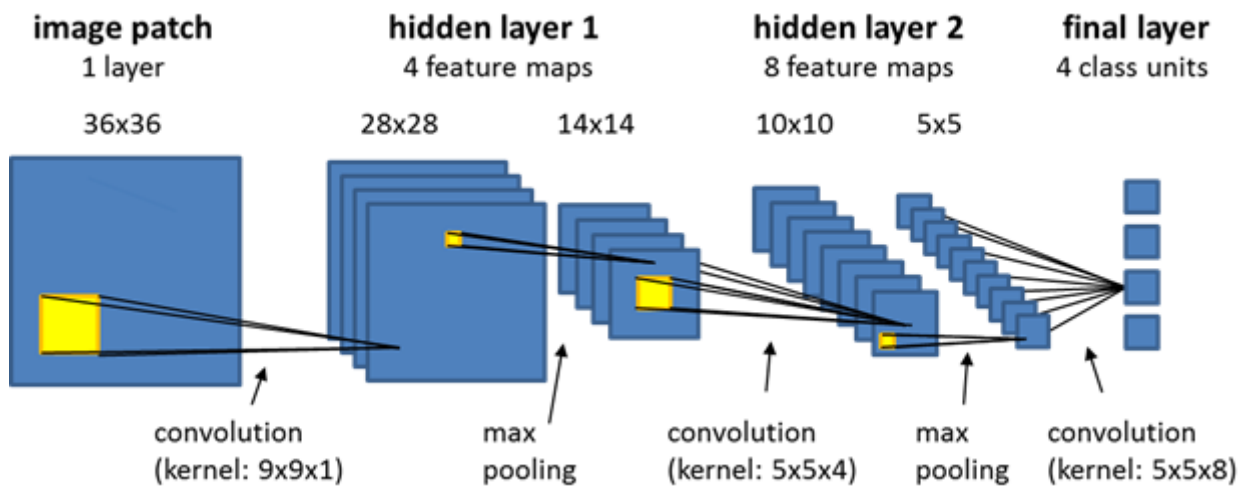 image patch
1 layer
36x36
hidden layer 1
4 feature maps
28x28
14x14
hidden layer 2
8 feature maps
10x10
5x5
final layer
4 class units
convolution
(kernel: 9x9x1)
max
pooling
convolution
(kernel: 5x5x4)
max
pooling
convolution
(kernel: 5x5x8)